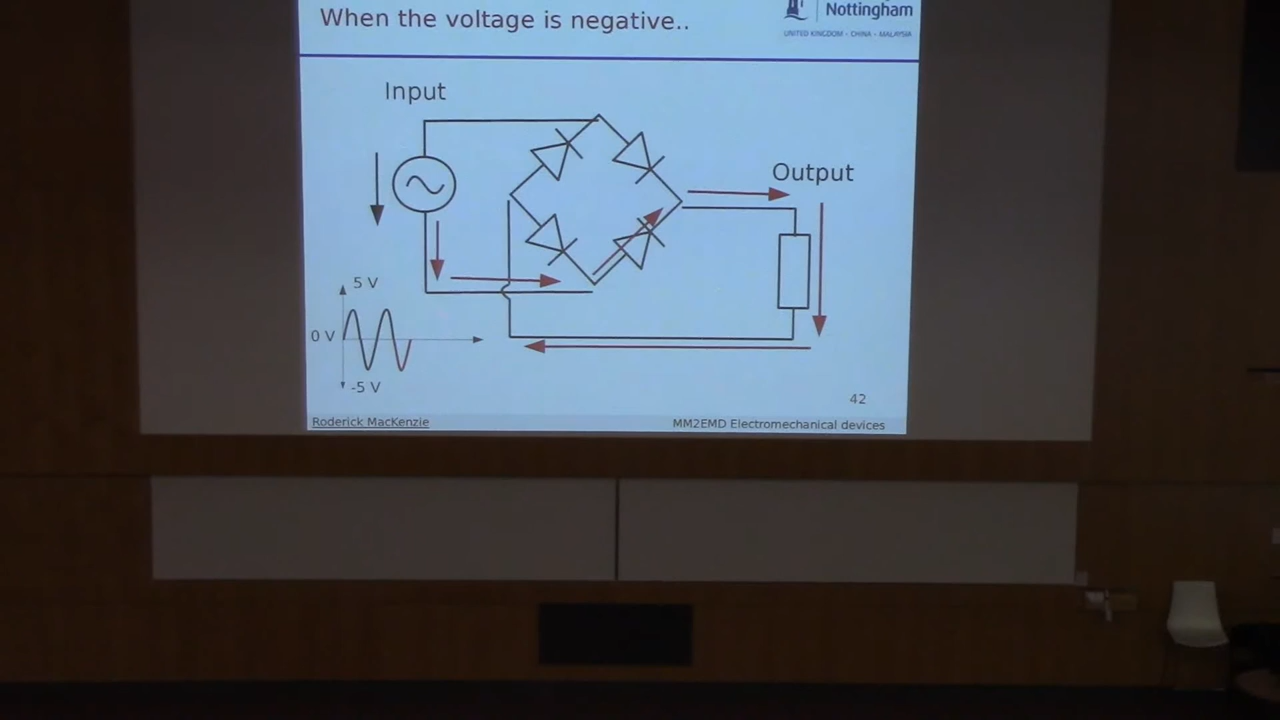 When the voltage is negative..
Nottingham
UNITED KINGDOM · CHINA · MALAYSIA
Input
Output
5 V
0 V
-5 V
42
Roderick MacKenzie
MM2EMD Electromechanical devices